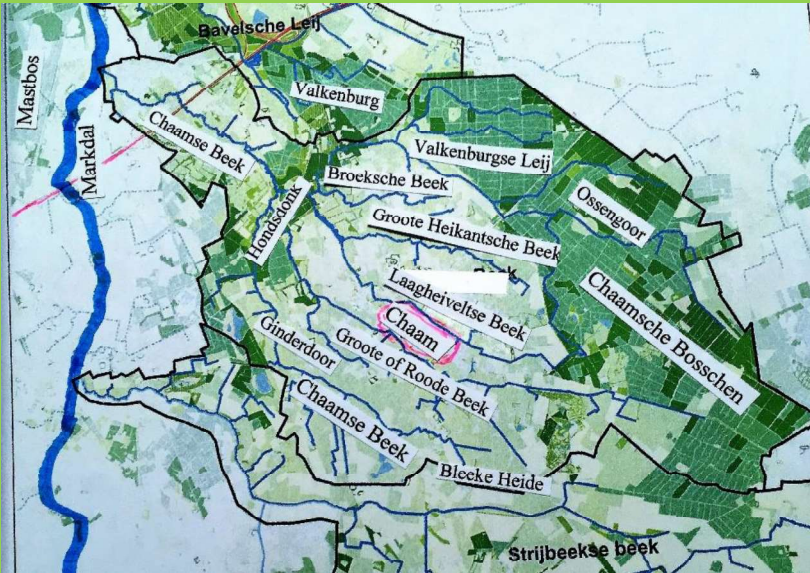 Bavelsche Leij
Mastbos
Markdal
Valkenburg
Chaamse Beek
Valkenburgse Leij
Broeksche Beek
Ossengoor
Hondsdonk
Groote Heikantsche Beek
Laagheiveltse Beek
Chaamsche Bosschen
Chaam
Ginderdoor
Groote of Roode Beek
Chaamse Beek
Bleeke Heide
Strijbeekse beek